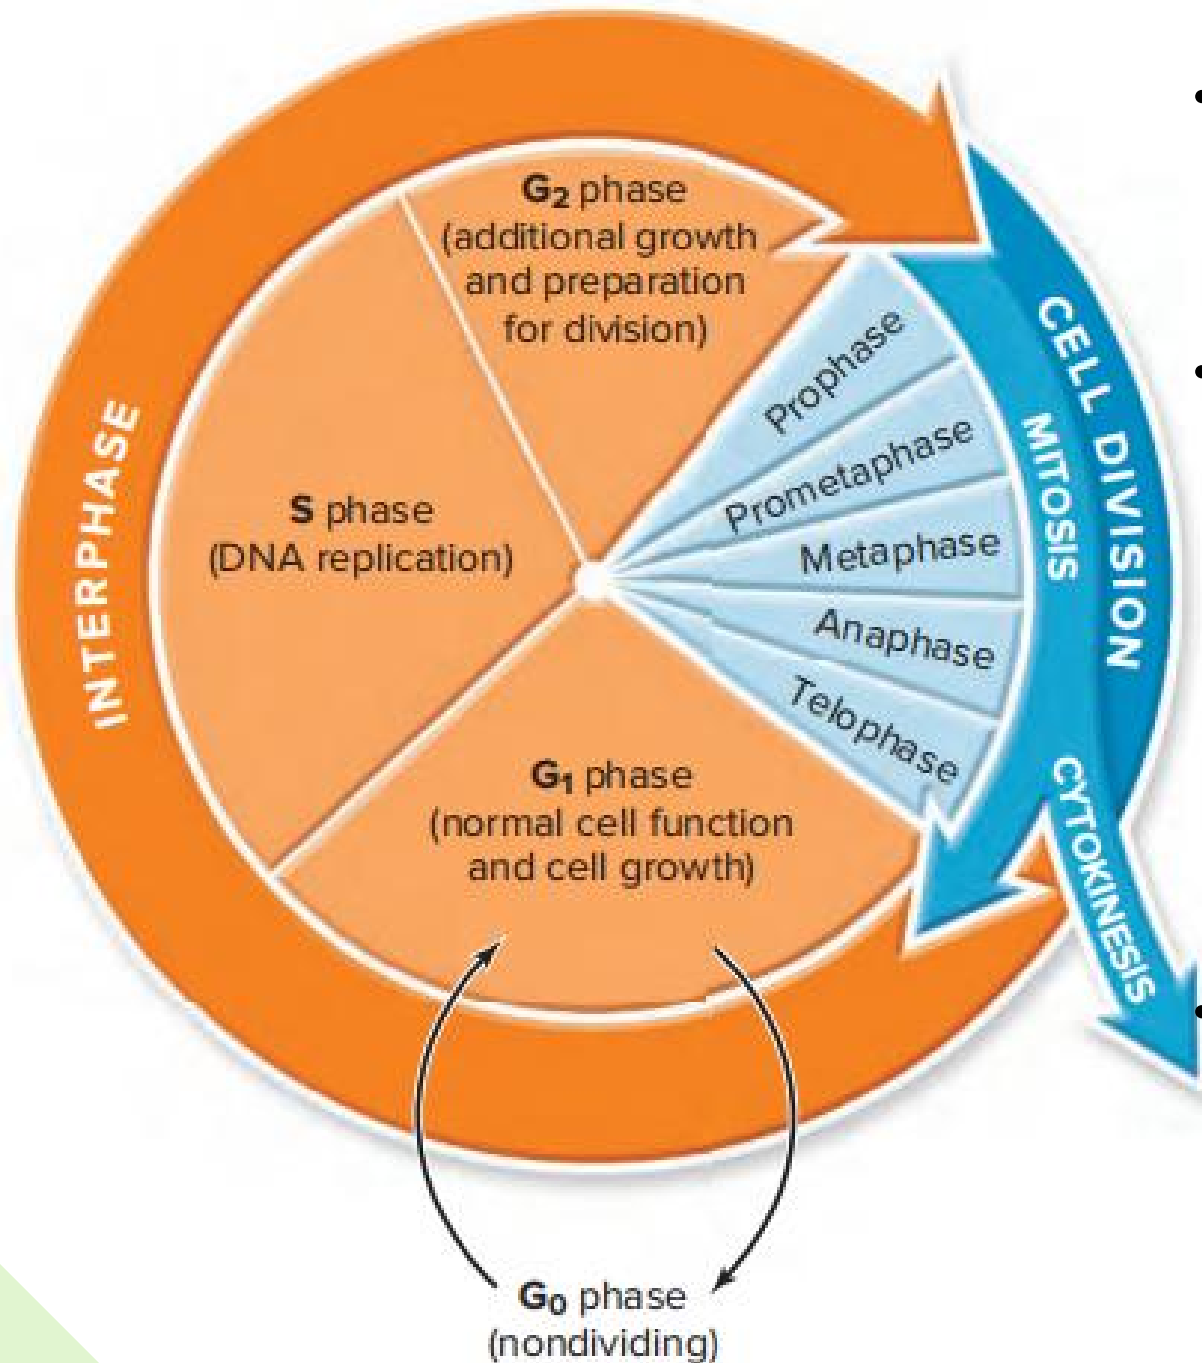 G2 phase
(additional growth
and preparation
for division)
Prophase
Prometaphase
Metaphase
Anaphase
Telophase
CELL DIVISION
MITOSIS
CYTOKINESIS
INTERPHASE
S phase
(DNA replication)
G1 phase
(normal cell function
and cell growth)
G0 phase
(nondividing)